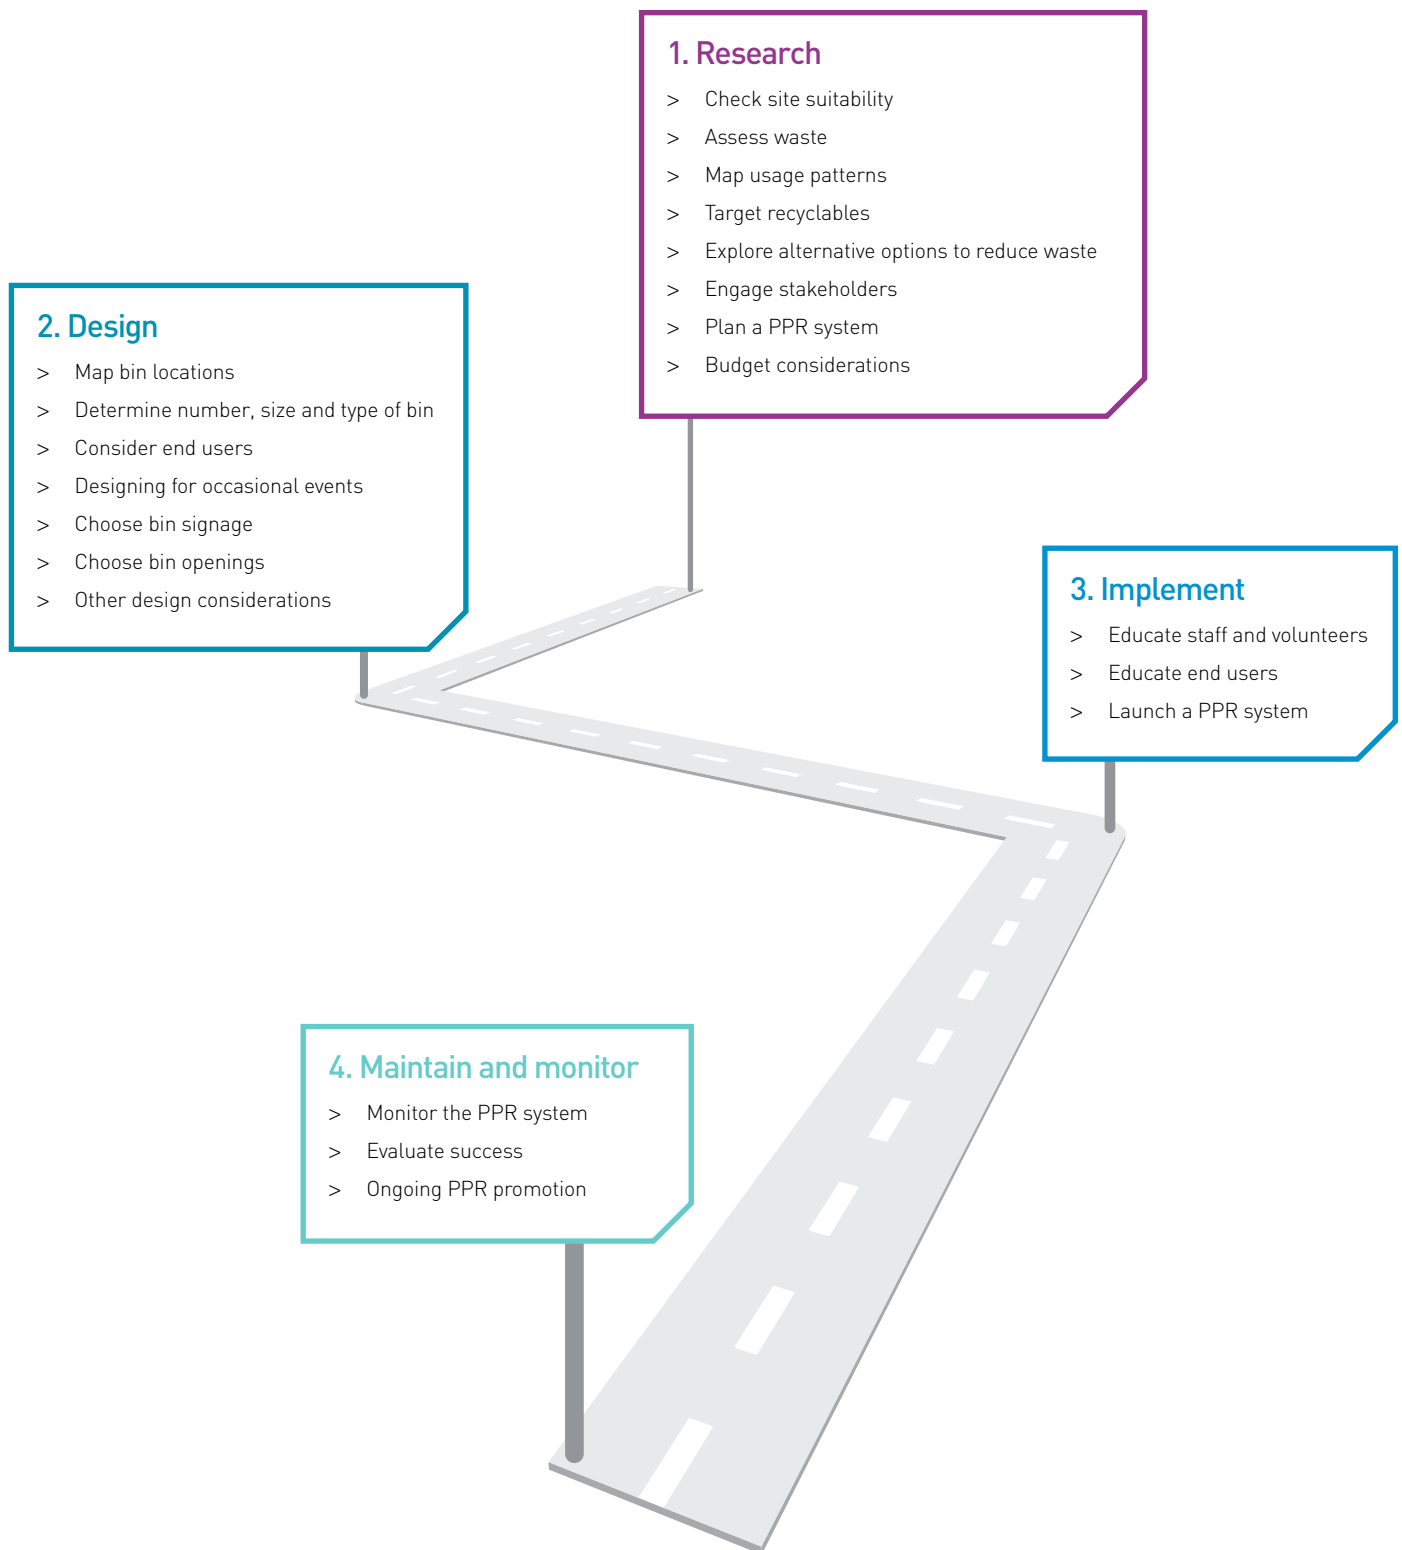 1. Research
> Check site suitability
> Assess waste
> Map usage patterns
> Target recyclables
> Explore alternative options to reduce waste
> Engage stakeholders
> Plan a PPR system
> Budget considerations
2. Design
> Map bin locations
> Determine number, size and type of bin
> Consider end users
> Designing for occasional events
> Choose bin signage
> Choose bin openings
> Other design considerations
3. Implement
> Educate staff and volunteers
> Educate end users
> Launch a PPR system
4. Maintain and monitor
> Monitor the PPR system
> Evaluate success
> Ongoing PPR promotion